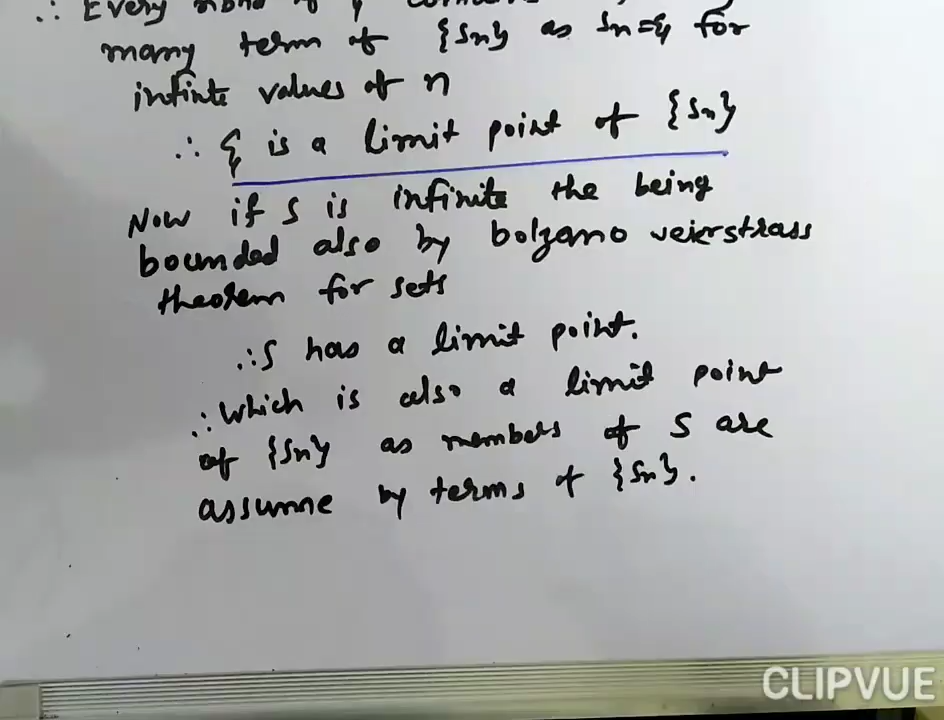 ∴ Every nbhd of ξ
many term of {Sn} as Sn=ξ for
infinite values of n
∴ ξ is a limit point of {Sn}
Now if S is infinite the being
bounded also by bolzano veierstrass
theorem for sets
∴ S has a limit point.
∴ which is also a limit point
of {Sn} as members of S are
assume by terms of {Sn}.
CLIPVUE